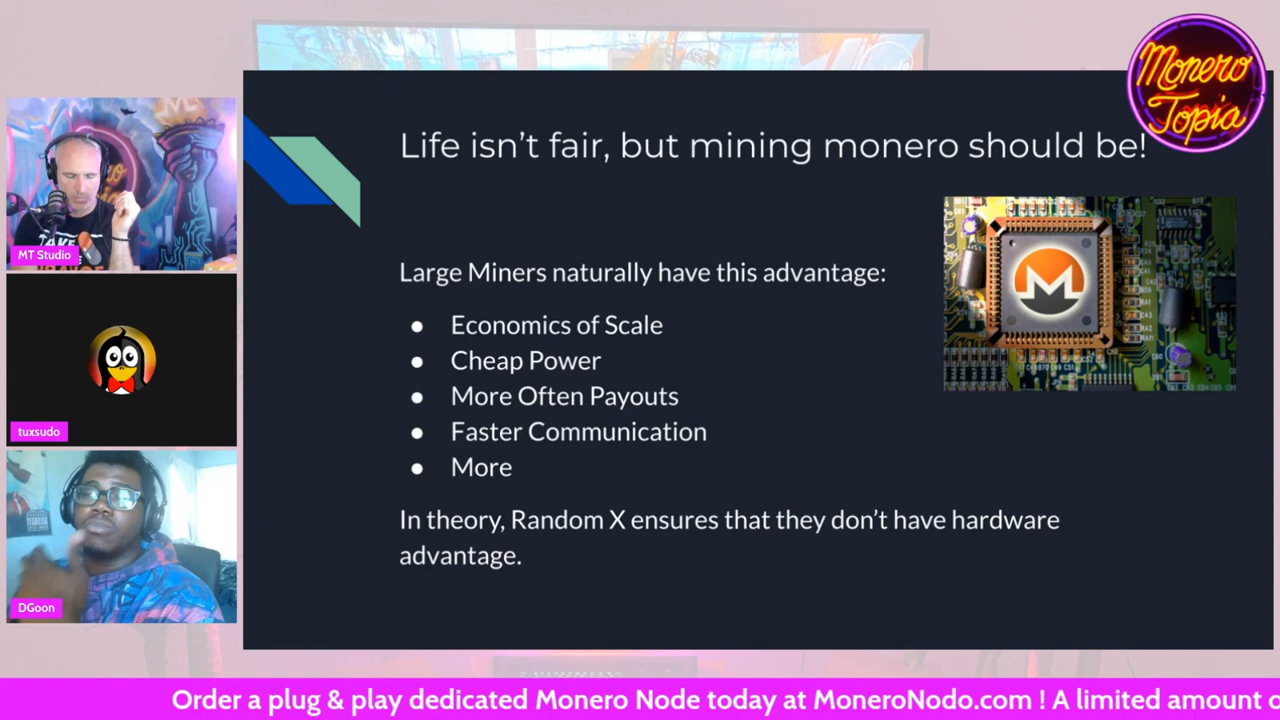 Monero
Topia
Life isn't fair, but mining monero should be!
MT Studio
Large Miners naturally have this advantage:
● Economics of Scale
● Cheap Power
● More Often Payouts
● Faster Communication
● More
tuxsudo
In theory, Random X ensures that they don't have hardware
advantage.
DGoon
Order a plug & play dedicated Monero Node today at MoneroNodo.com ! A limited amount